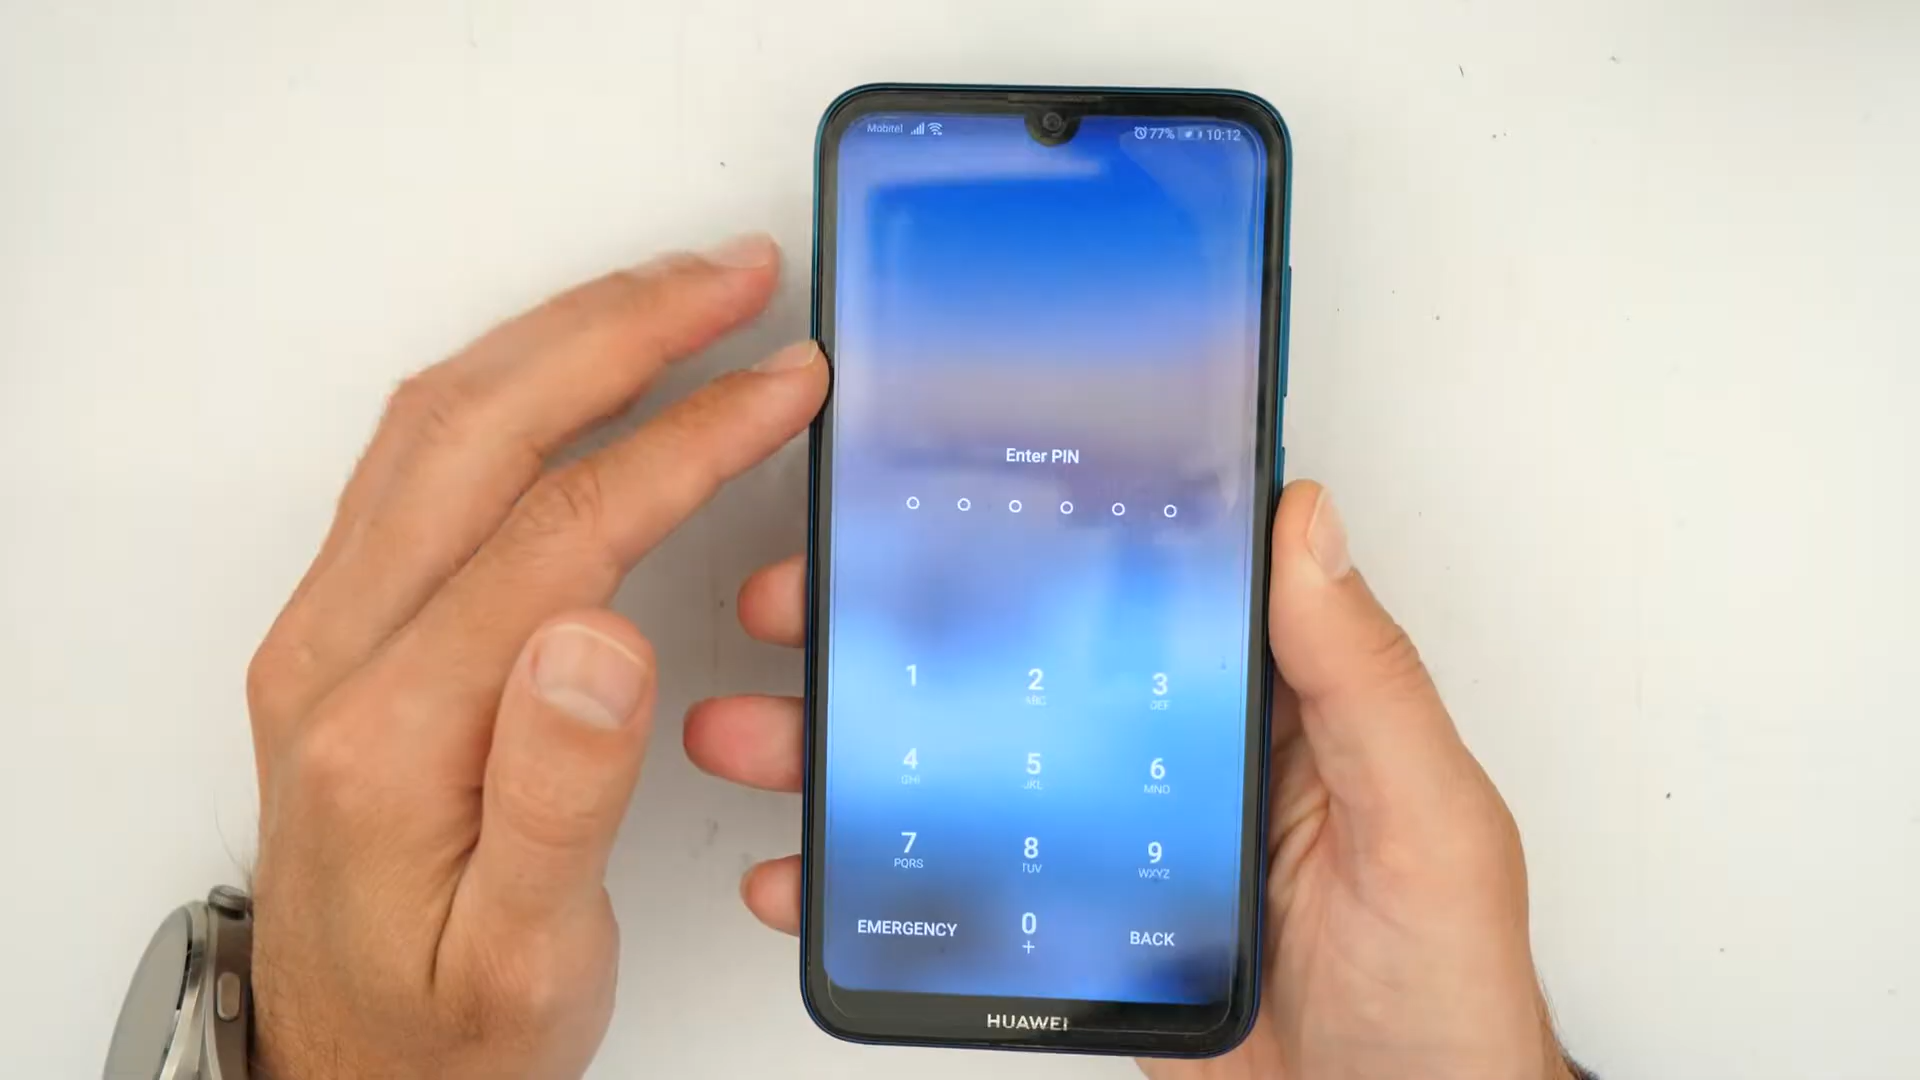 Mobitel 77% 10:12
Enter PIN
1 2 3
ABC DEF
4 5 6
GHI JKL MNO
7 8 9
PQRS TUV WXYZ
EMERGENCY 0 BACK
+
HUAWEI